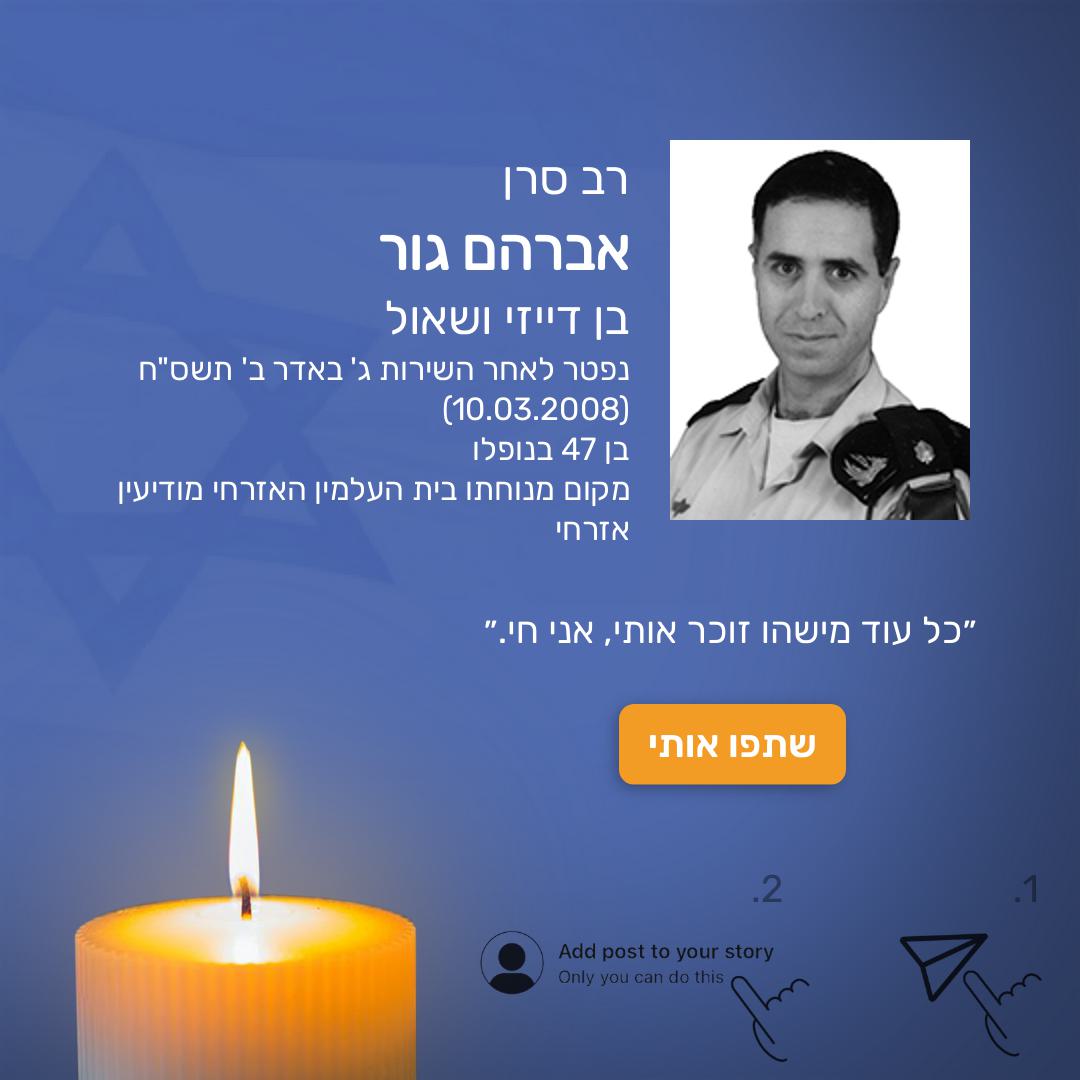 רב סרן
אברהם גור
בן דייזי ושאול
נפטר לאחר השירות ג' באדר ב' תשס"ח
(10.03.2008)
בן 47 בנופלו
מקום מנוחתו בית העלמין האזרחי מודיעין
אזרחי
״כל עוד מישהו זוכר אותי, אני חי.״
שתפו אותי
.1
.2
Add post to your story
Only you can do this